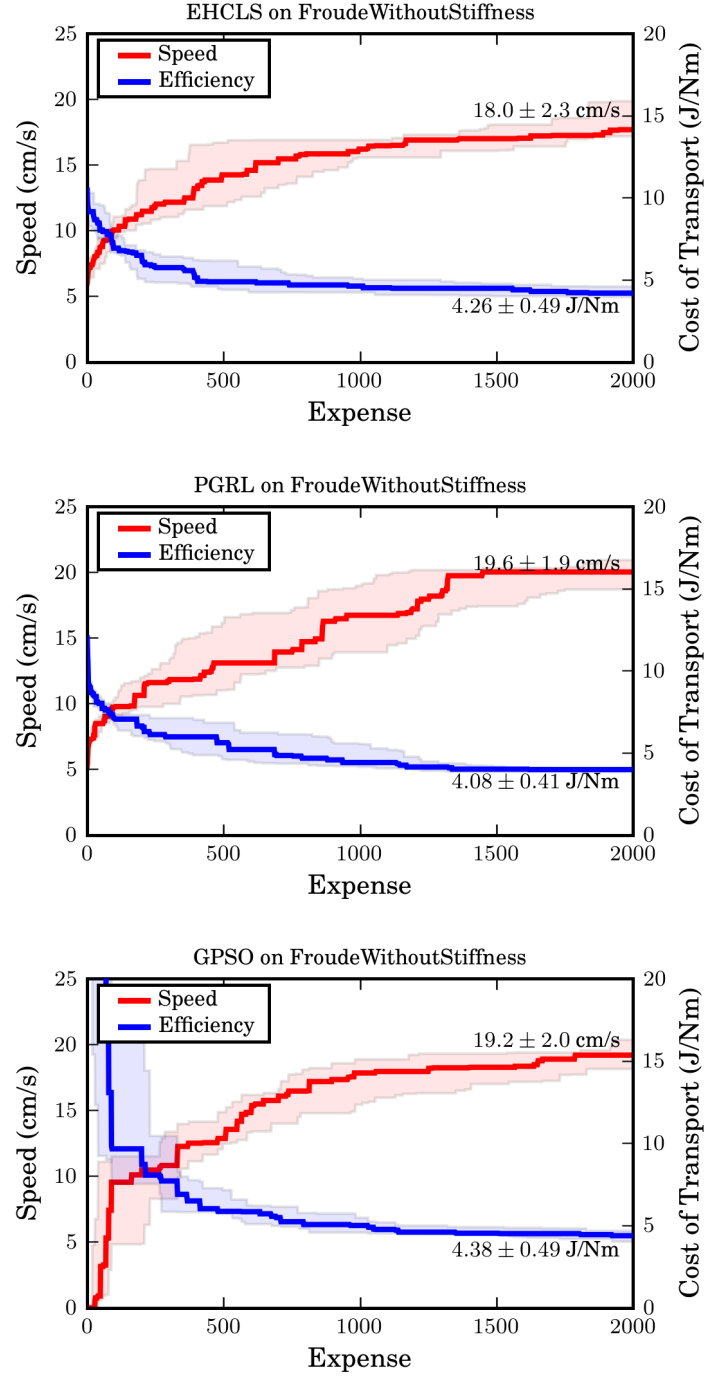 EHCLS on FroudeWithoutStiffness
25
20
15
10
5
0
Speed (cm/s)
Speed
Efficiency
18.0 ± 2.3 cm/s
4.26 ± 0.49 J/Nm
20
15
10
5
0
Cost of Transport (J/Nm)
0 500 1000 1500 2000
Expense
PGRL on FroudeWithoutStiffness
25
20
15
10
5
0
Speed (cm/s)
Speed
Efficiency
19.6 ± 1.9 cm/s
4.08 ± 0.41 J/Nm
20
15
10
5
0
Cost of Transport (J/Nm)
0 500 1000 1500 2000
Expense
GPSO on FroudeWithoutStiffness
25
20
15
10
5
0
Speed (cm/s)
Speed
Efficiency
19.2 ± 2.0 cm/s
4.38 ± 0.49 J/Nm
20
15
10
5
0
Cost of Transport (J/Nm)
0 500 1000 1500 2000
Expense